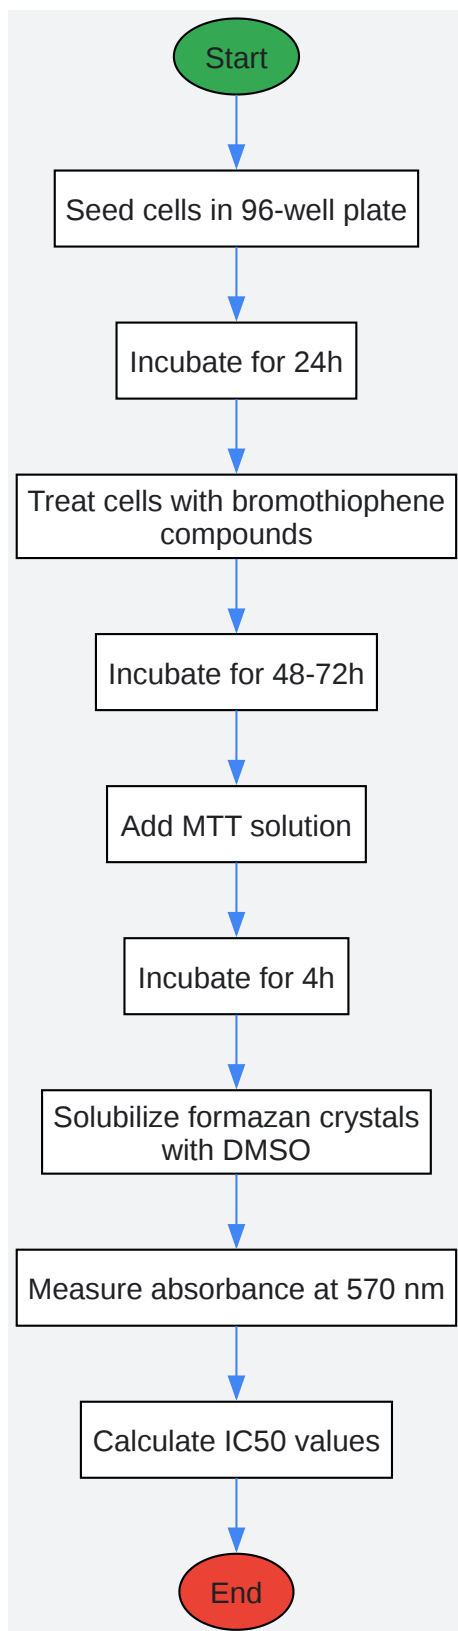 Start
Seed cells in 96-well plate
Incubate for 24h
Treat cells with bromothiophene
compounds
Incubate for 48-72h
Add MTT solution
Incubate for 4h
Solubilize formazan crystals
with DMSO
Measure absorbance at 570 nm
Calculate IC50 values
End